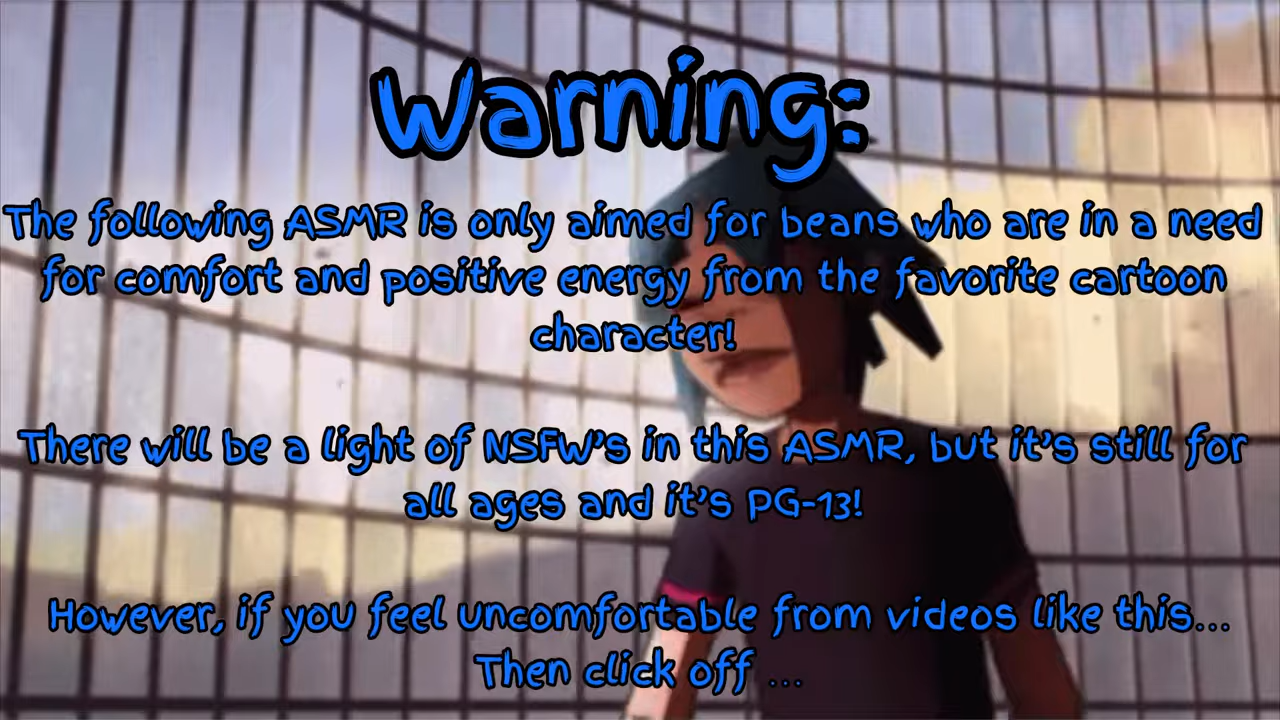 Warning:
The following ASMR is only aimed for beans who are in a need
for comfort and positive energy from the favorite cartoon
character!
There will be a light of NSFW's in this ASMR, but it's still for
all ages and it's PG-13!
However, if you feel uncomfortable from videos like this...
Then click off ...